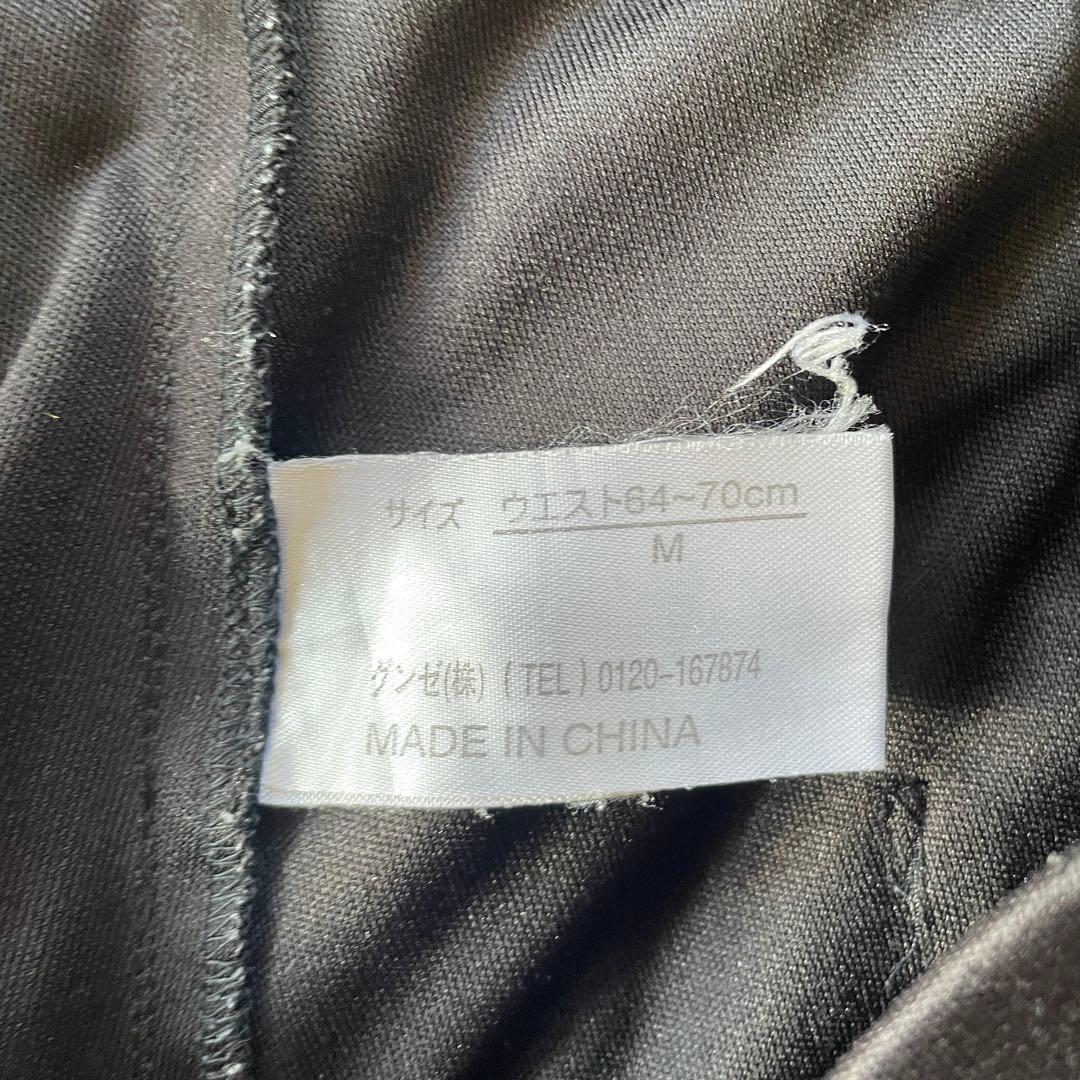 サイズ ウエスト64~70cm
M
グンゼ(株) (TEL) 0120-167874
MADE IN CHINA